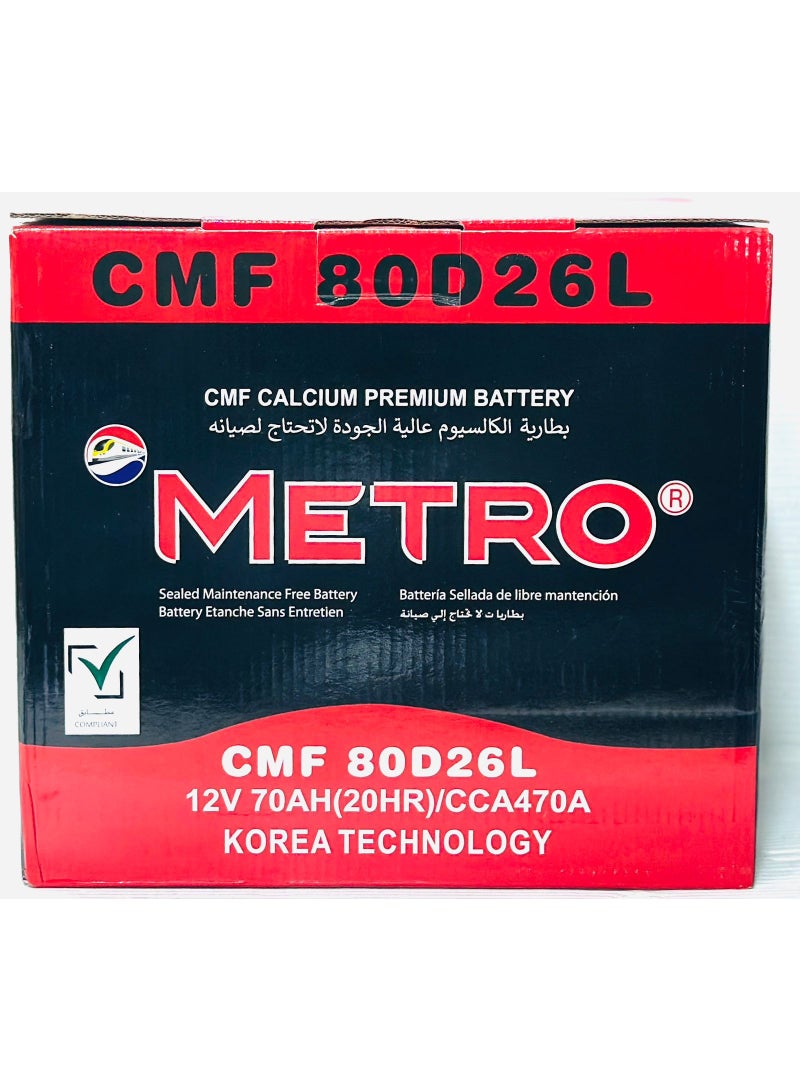 CMF 80D26L
CMF CALCIUM PREMIUM BATTERY
بطارية الكالسيوم عالية الجودة لاتحتاج لصيانه
METRO®
Sealed Maintenance Free Battery
Battery Etanche Sans Entretien
Bartería Sellada de libre mantención
بطاريات لا تحتاج إلي صيانة
مطابق
COMPLIANT
CMF 80D26L
12V 70AH(20HR)/CCA470A
KOREA TECHNOLOGY